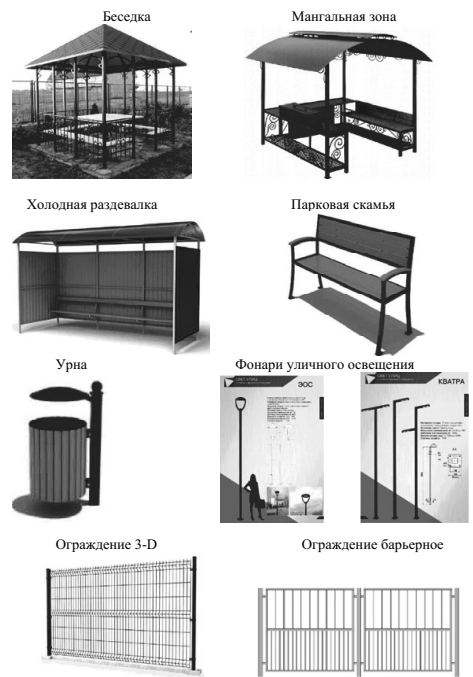 Беседка
Мангальная зона
Холодная раздевалка
Парковая скамья
Урна
Фонари уличного освещения
ЭОС
КВАТРА
Ограждение 3-D
Ограждение барьерное